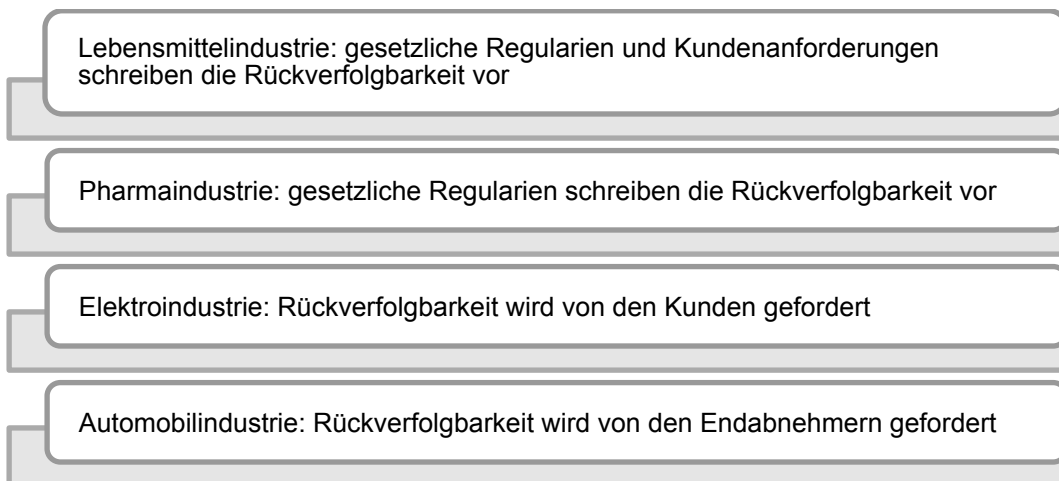 Lebensmittelindustrie: gesetzliche Regularien und Kundenanforderungen
schreiben die Rückverfolgbarkeit vor
Pharmaindustrie: gesetzliche Regularien schreiben die Rückverfolgbarkeit vor
Elektroindustrie: Rückverfolgbarkeit wird von den Kunden gefordert
Automobilindustrie: Rückverfolgbarkeit wird von den Endabnehmern gefordert